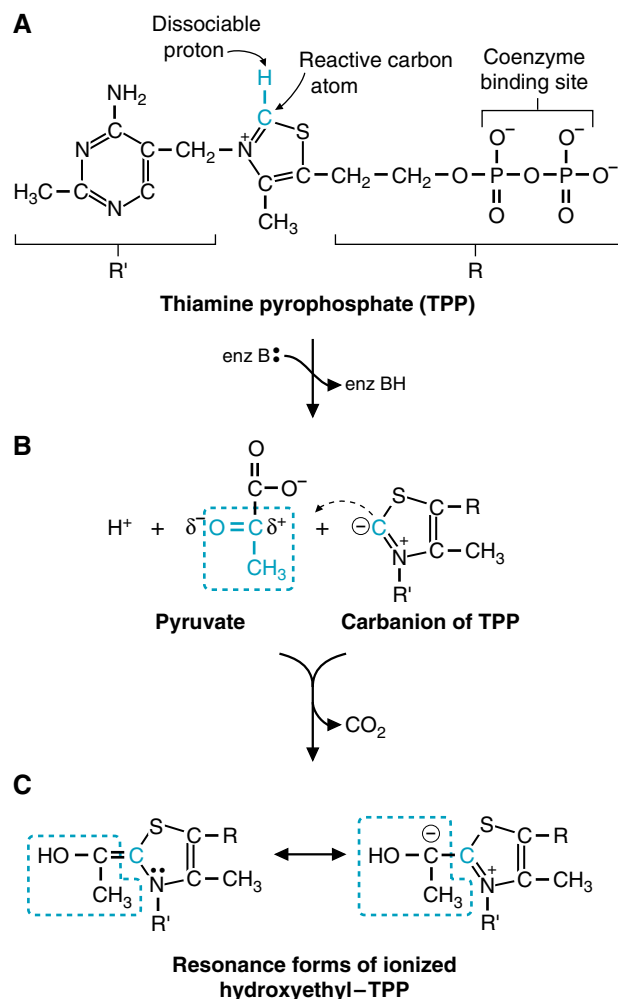 A
Dissociable
proton
Reactive carbon
atom
Coenzyme
binding site
H
NH₂
C
S
O⁻ O⁻
N C CH₂ N⁺ CH₂ CH₂ O P O P O⁻
H₃C C CH C C O O
N CH₃
R' R
Thiamine pyrophosphate (TPP)
enz B: enz BH
B
O
C O⁻
S
R
H⁺ + δ⁻ O=C δ⁺ + ⊖ C C
CH₃ N⁺ C CH₃
R'
Pyruvate Carbanion of TPP
CO₂
C
S C R S C R
HO C=C C CH₃ HO C⊖ C C CH₃
CH₃ N: CH₃ N⁺
R' R'
Resonance forms of ionized
hydroxyethyl–TPP